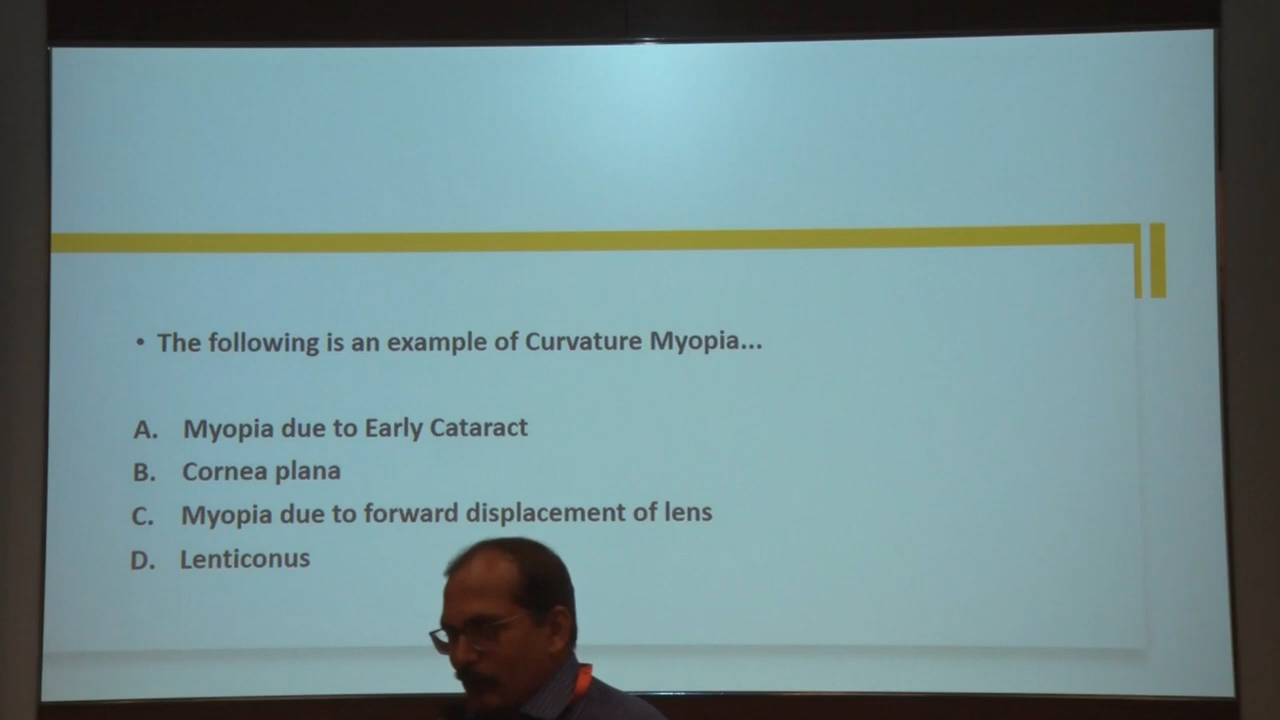 • The following is an example of Curvature Myopia...
A. Myopia due to Early Cataract
B. Cornea plana
C. Myopia due to forward displacement of lens
D. Lenticonus